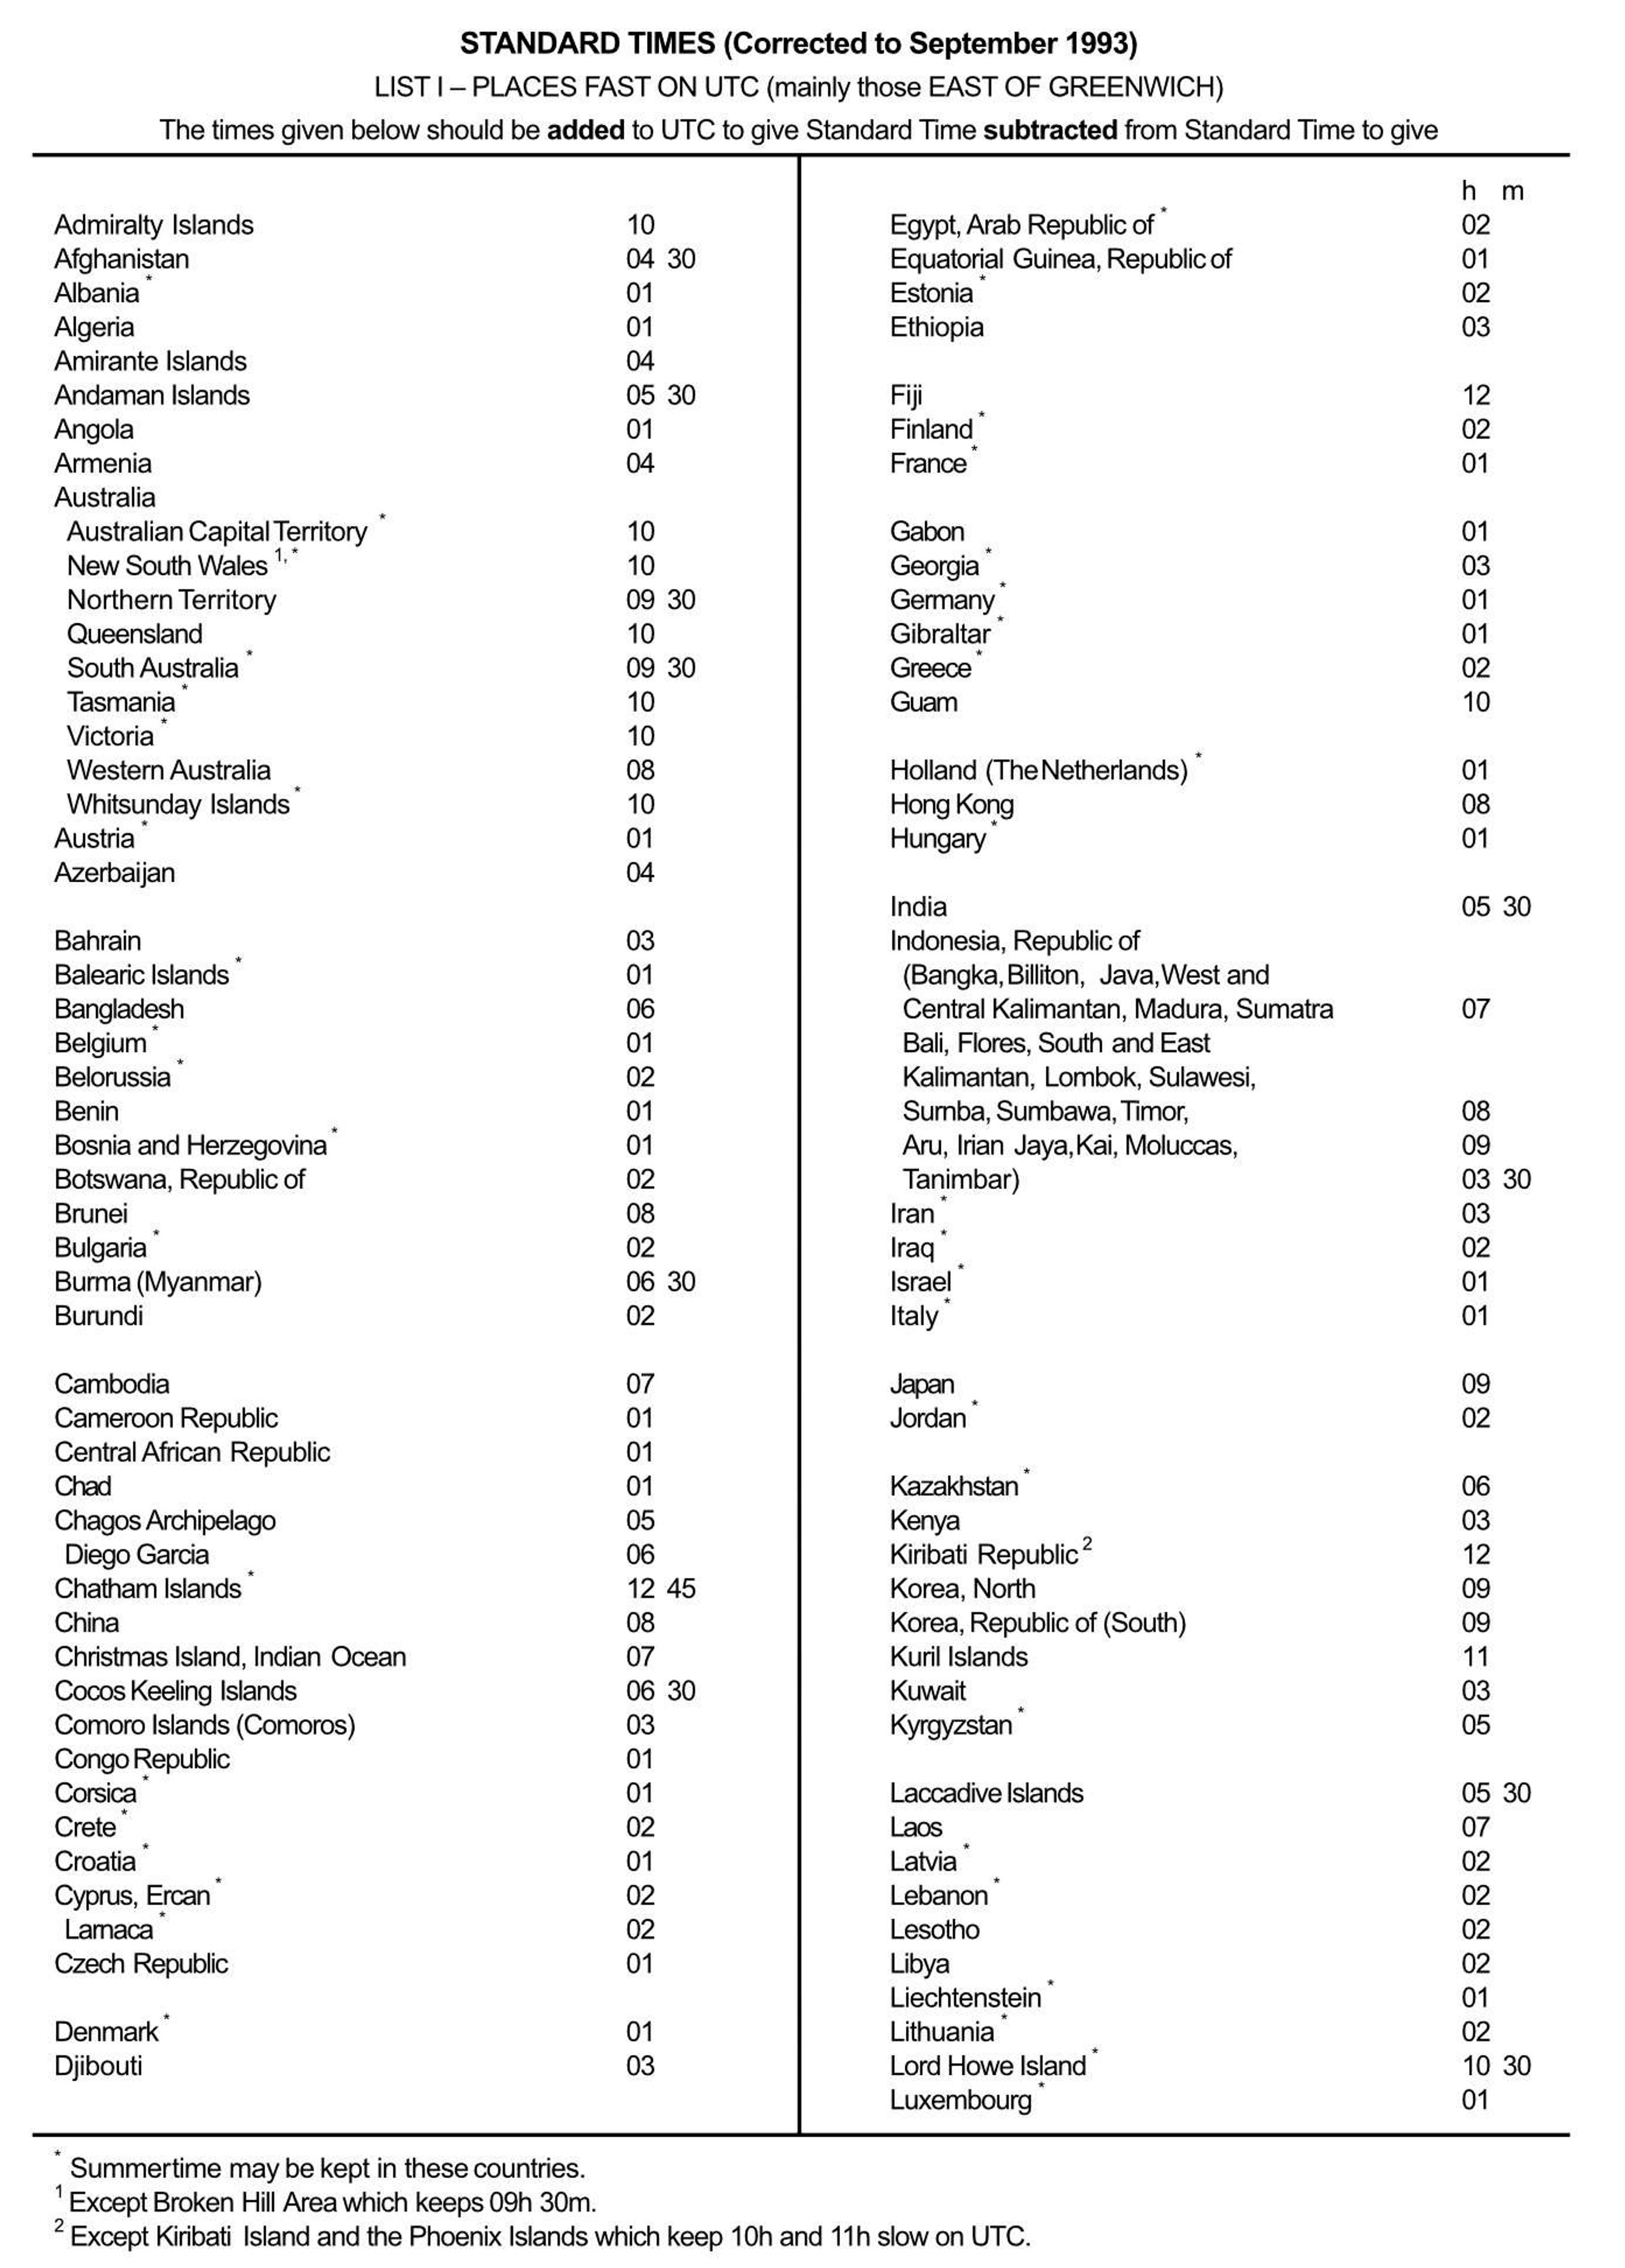 STANDARD TIMES (Corrected to September 1993)
LIST I – PLACES FAST ON UTC (mainly those EAST OF GREENWICH)
The times given below should be added to UTC to give Standard Time subtracted from Standard Time to give
Admiralty Islands 10
Afghanistan 04 30
Albania * 01
Algeria 01
Amirante Islands 04
Andaman Islands 05 30
Angola 01
Armenia 04
Australia
Australian Capital Territory * 10
New South Wales 1, * 10
Northern Territory 09 30
Queensland 10
South Australia * 09 30
Tasmania * 10
Victoria * 10
Western Australia 08
Whitsunday Islands * 10
Austria * 01
Azerbaijan 04
Bahrain 03
Balearic Islands * 01
Bangladesh 06
Belgium * 01
Belorussia * 02
Benin 01
Bosnia and Herzegovina * 01
Botswana, Republic of 02
Brunei 08
Bulgaria * 02
Burma (Myanmar) 06 30
Burundi 02
Cambodia 07
Cameroon Republic 01
Central African Republic 01
Chad 01
Chagos Archipelago 05
Diego Garcia 06
Chatham Islands * 12 45
China 08
Christmas Island, Indian Ocean 07
Cocos Keeling Islands 06 30
Comoro Islands (Comoros) 03
Congo Republic 01
Corsica * 01
Crete * 02
Croatia * 01
Cyprus, Ercan * 02
Larnaca * 02
Czech Republic 01
Denmark * 01
Djibouti 03
h m
Egypt, Arab Republic of * 02
Equatorial Guinea, Republic of 01
Estonia * 02
Ethiopia 03
Fiji 12
Finland * 02
France * 01
Gabon 01
Georgia * 03
Germany * 01
Gibraltar * 01
Greece * 02
Guam 10
Holland (The Netherlands) * 01
Hong Kong 08
Hungary * 01
India 05 30
Indonesia, Republic of
(Bangka, Billiton, Java, West and
Central Kalimantan, Madura, Sumatra 07
Bali, Flores, South and East
Kalimantan, Lombok, Sulawesi,
Sumba, Sumbawa, Timor, 08
Aru, Irian Jaya, Kai, Moluccas, 09
Tanimbar) 03 30
Iran * 03
Iraq * 02
Israel * 01
Italy * 01
Japan 09
Jordan * 02
Kazakhstan * 06
Kenya 03
Kiribati Republic 2 12
Korea, North 09
Korea, Republic of (South) 09
Kuril Islands 11
Kuwait 03
Kyrgyzstan * 05
Laccadive Islands 05 30
Laos 07
Latvia * 02
Lebanon * 02
Lesotho 02
Libya 02
Liechtenstein * 01
Lithuania * 02
Lord Howe Island * 10 30
Luxembourg * 01
* Summertime may be kept in these countries.
1 Except Broken Hill Area which keeps 09h 30m.
2 Except Kiribati Island and the Phoenix Islands which keep 10h and 11h slow on UTC.